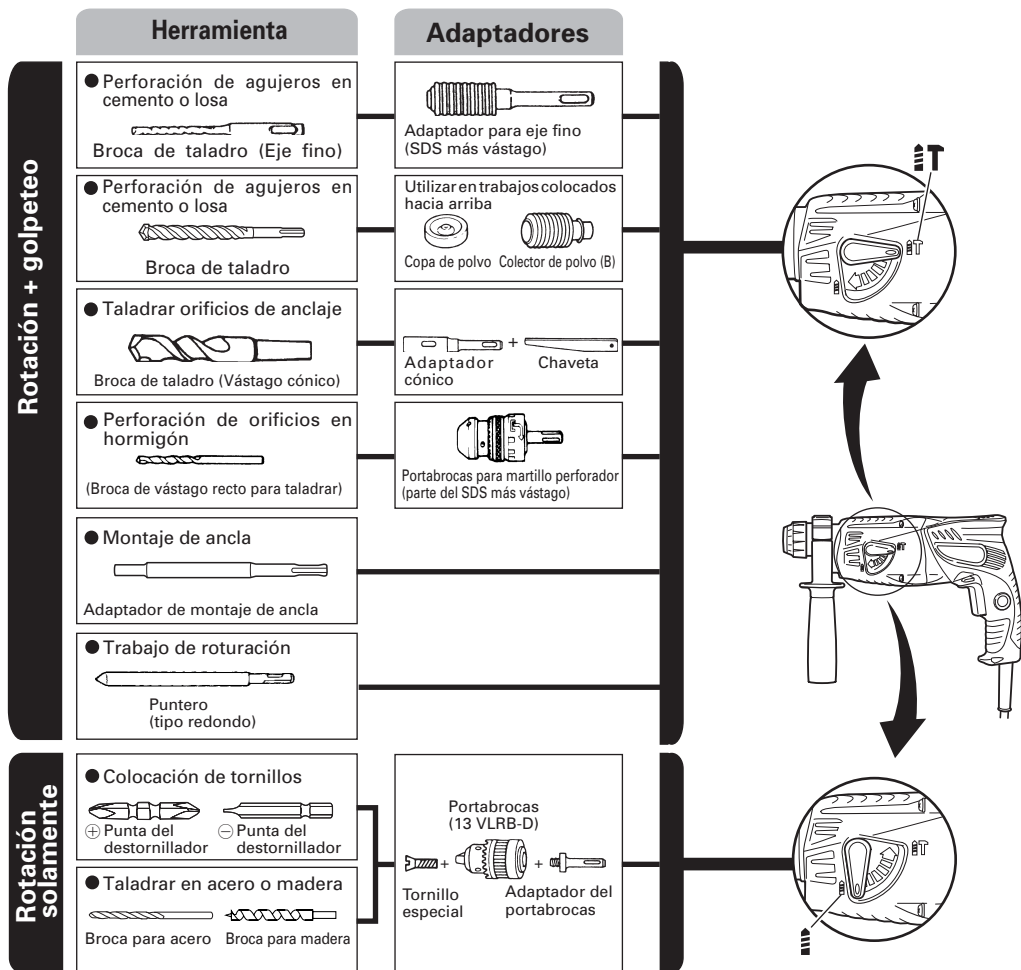 Herramienta
Adaptadores
Rotación + golpeteo
● Perforación de agujeros en
cemento o losa
Broca de taladro (Eje fino)
Adaptador para eje fino
(SDS más vástago)
● Perforación de agujeros en
cemento o losa
Broca de taladro
Utilizar en trabajos colocados
hacia arriba
Copa de polvo
Colector de polvo (B)
● Taladrar orificios de anclaje
Broca de taladro (Vástago cónico)
+
Adaptador
cónico
Chaveta
● Perforación de orificios en
hormigón
(Broca de vástago recto para taladrar)
Portabrocas para martillo perforador
(parte del SDS más vástago)
● Montaje de ancla
Adaptador de montaje de ancla
● Trabajo de roturación
Puntero
(tipo redondo)
Rotación
solamente
● Colocación de tornillos
⊕ Punta del
destornillador
⊖ Punta del
destornillador
● Taladrar en acero o madera
Broca para acero
Broca para madera
Portabrocas
(13 VLRB-D)
+ +
Tornillo
especial
Adaptador del
portabrocas